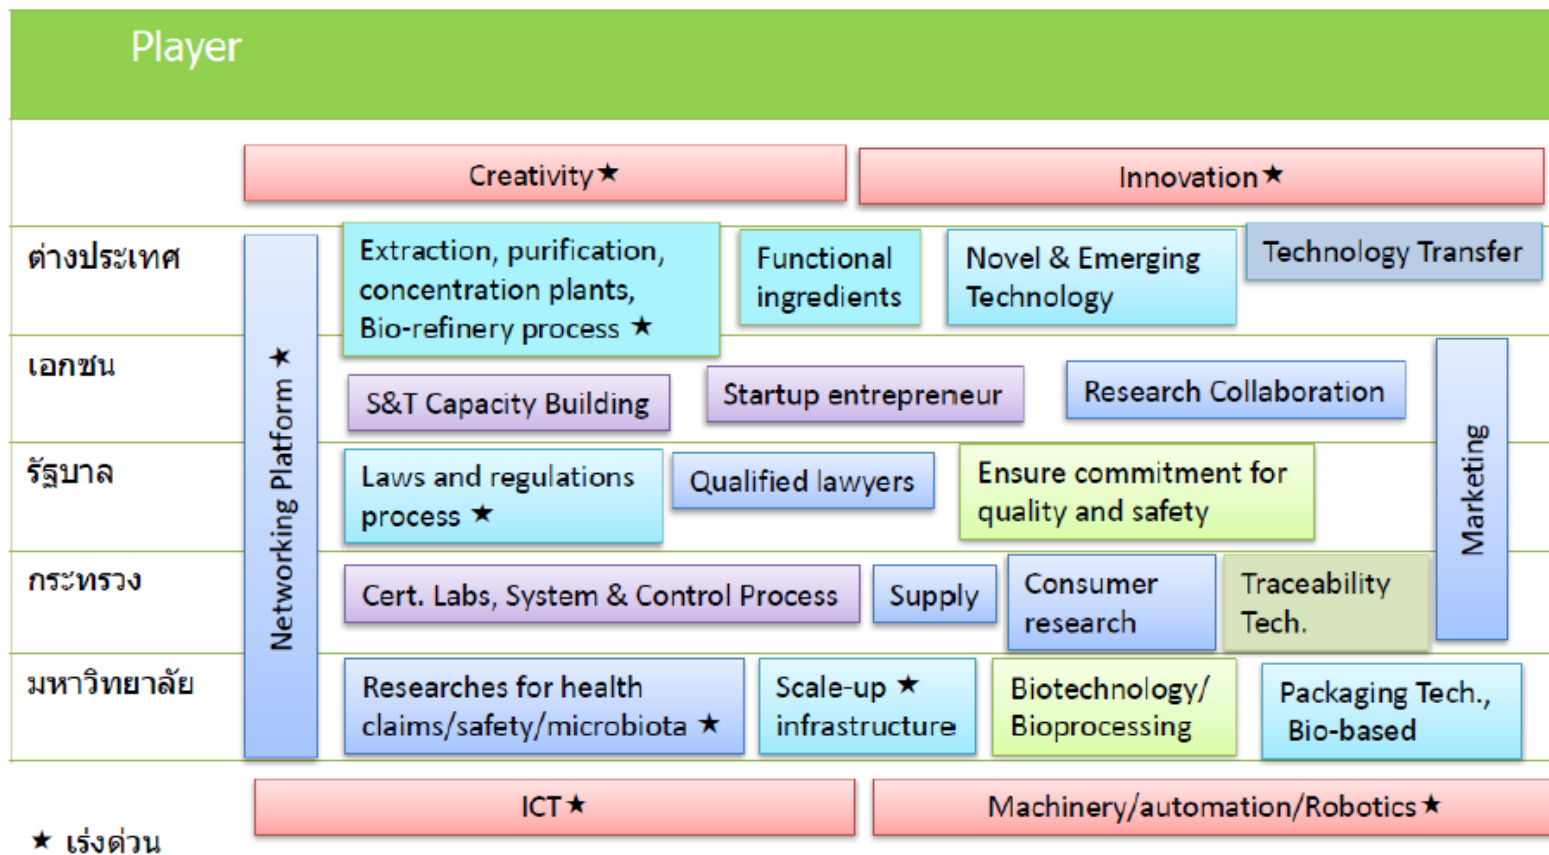 Player
Creativity★
Innovation★
ต่างประเทศ
Extraction, purification,
concentration plants,
Bio-refinery process ★
Functional
ingredients
Novel & Emerging
Technology
Technology Transfer
เอกชน
S&T Capacity Building
Startup entrepreneur
Research Collaboration
Networking Platform ★
Marketing
รัฐบาล
Laws and regulations
process ★
Qualified lawyers
Ensure commitment for
quality and safety
กระทรวง
Cert. Labs, System & Control Process
Supply
Consumer
research
Traceability
Tech.
มหาวิทยาลัย
Researches for health
claims/safety/microbiota ★
Scale-up ★
infrastructure
Biotechnology/
Bioprocessing
Packaging Tech.,
Bio-based
ICT★
Machinery/automation/Robotics★
★ เร่งด่วน